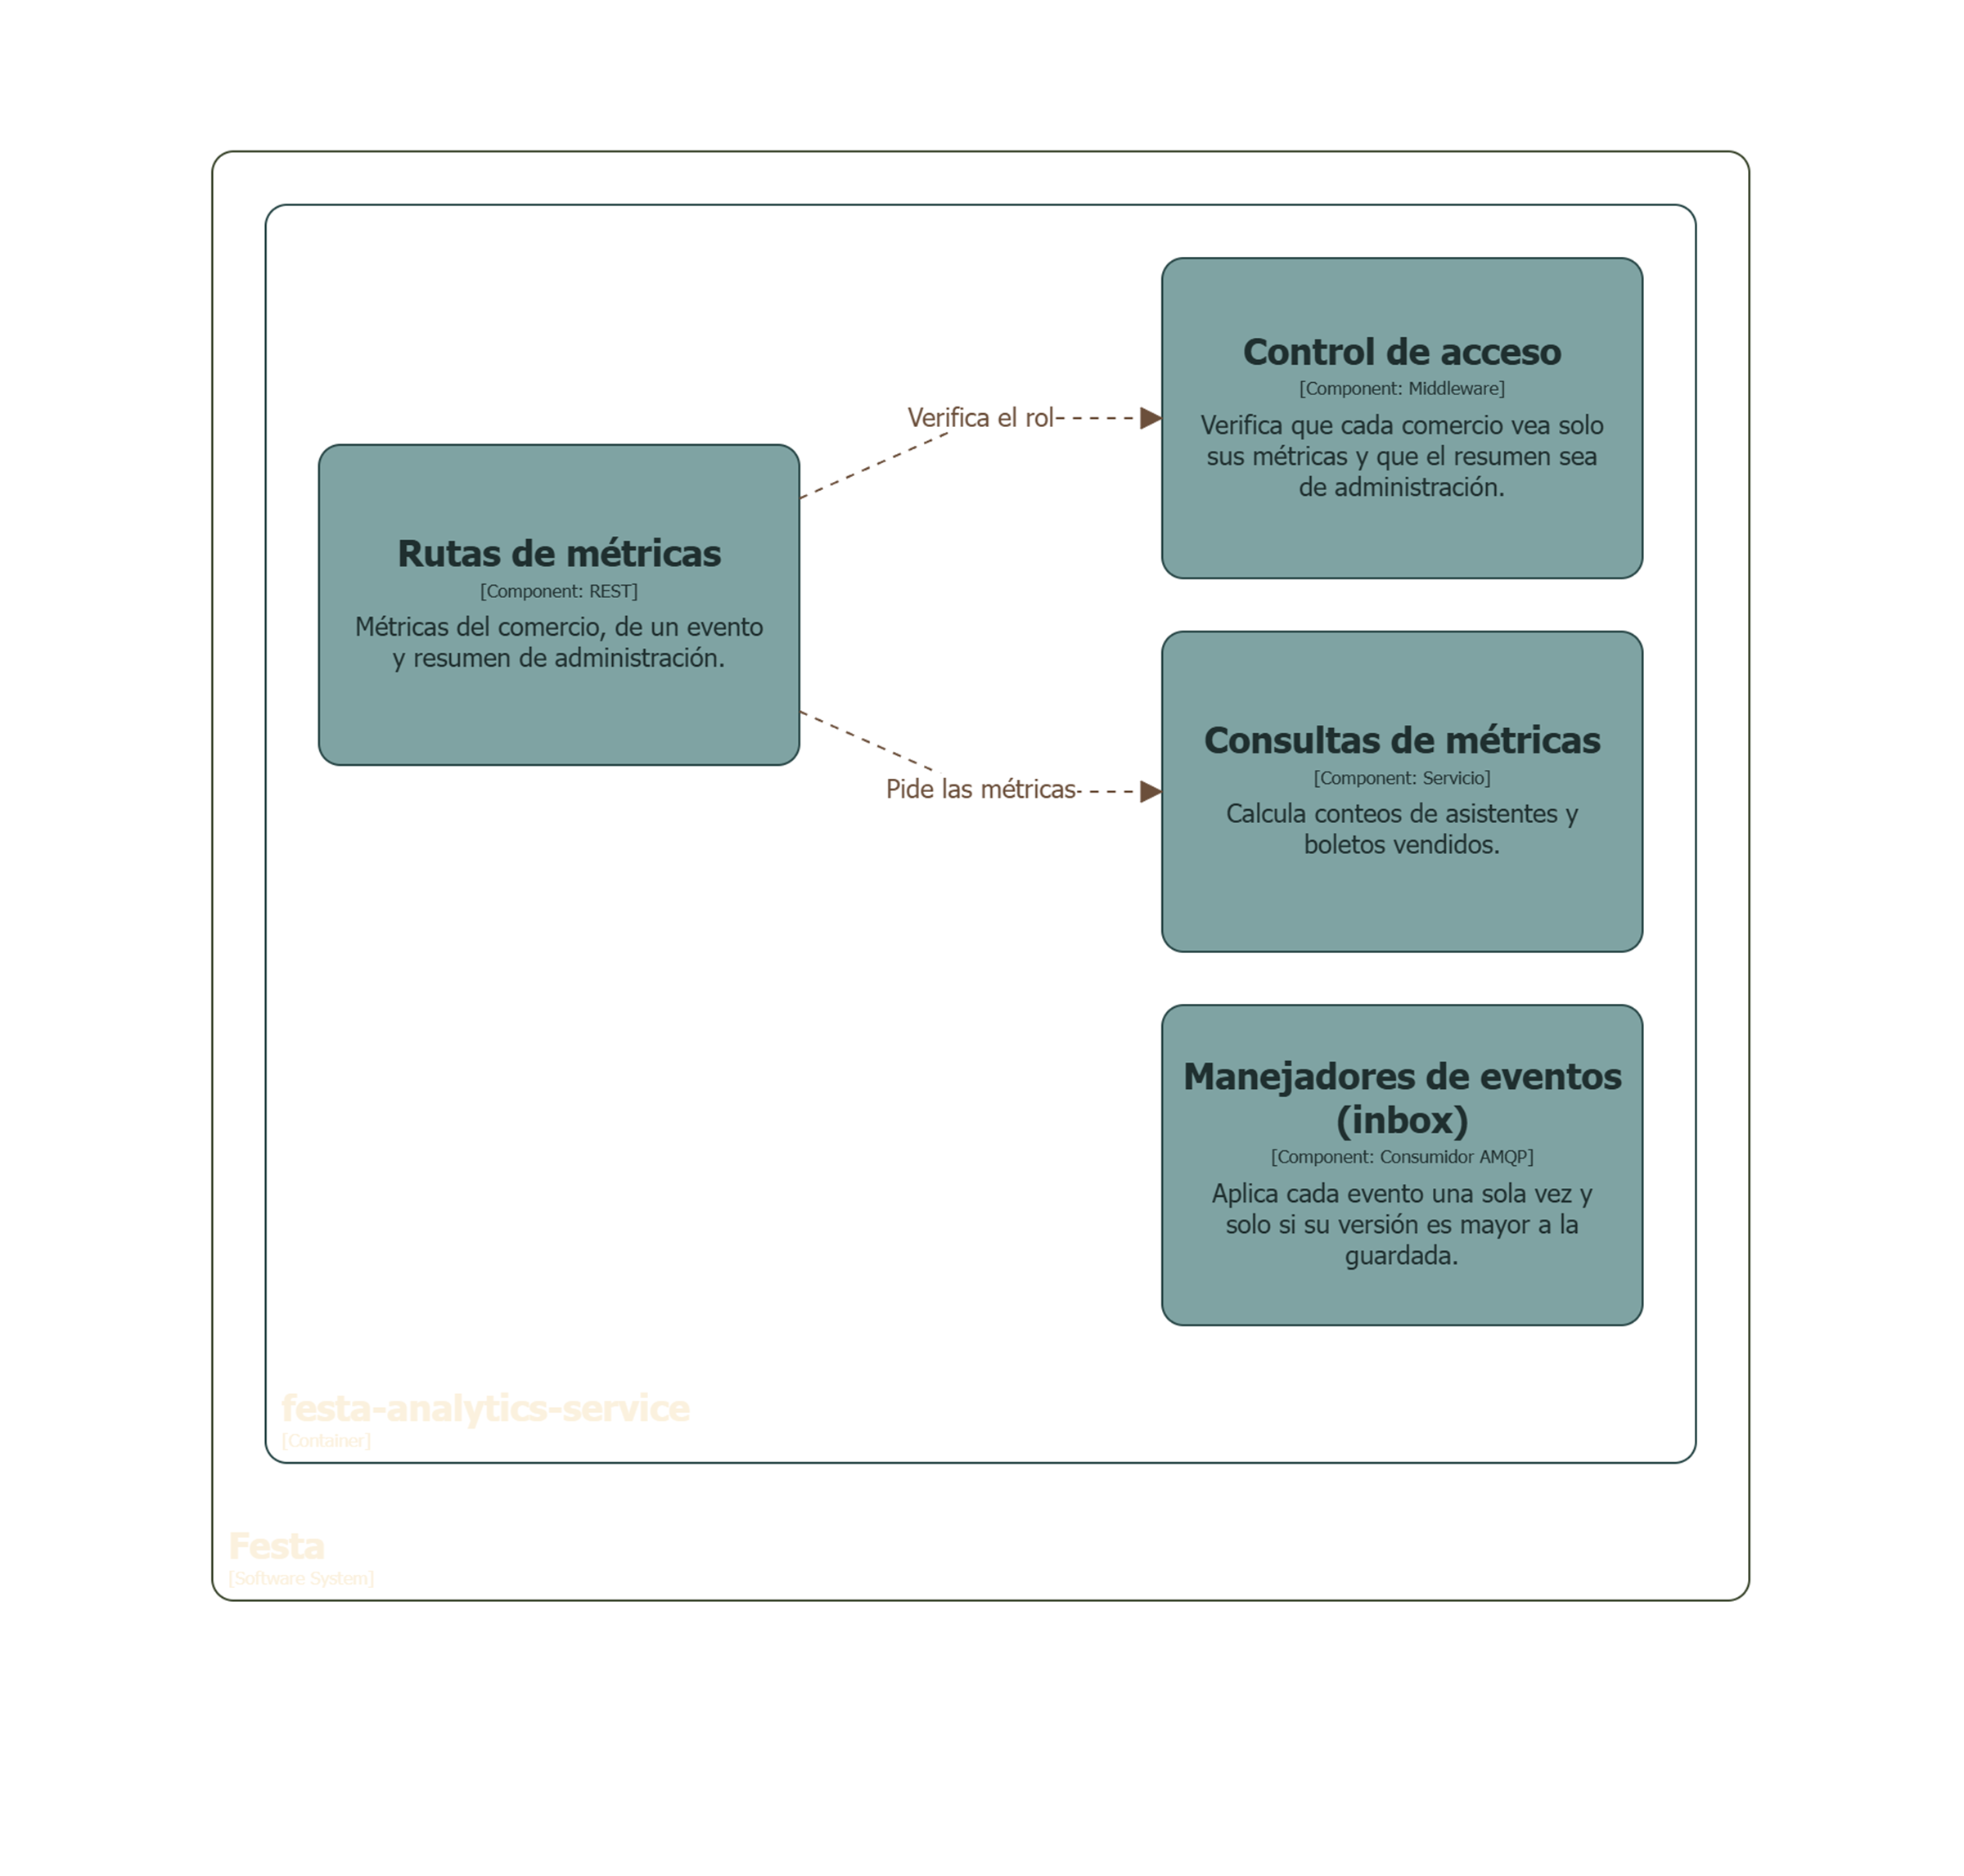 Control de acceso
[Component: Middleware]
Verifica que cada comercio vea solo
sus métricas y que el resumen sea
de administración.
Verifica el rol
Rutas de métricas
[Component: REST]
Métricas del comercio, de un evento
y resumen de administración.
Pide las métricas
Consultas de métricas
[Component: Servicio]
Calcula conteos de asistentes y
boletos vendidos.
Manejadores de eventos
(inbox)
[Component: Consumidor AMQP]
Aplica cada evento una sola vez y
solo si su versión es mayor a la
guardada.
festa-analytics-service
[Container]
Festa
[Software System]